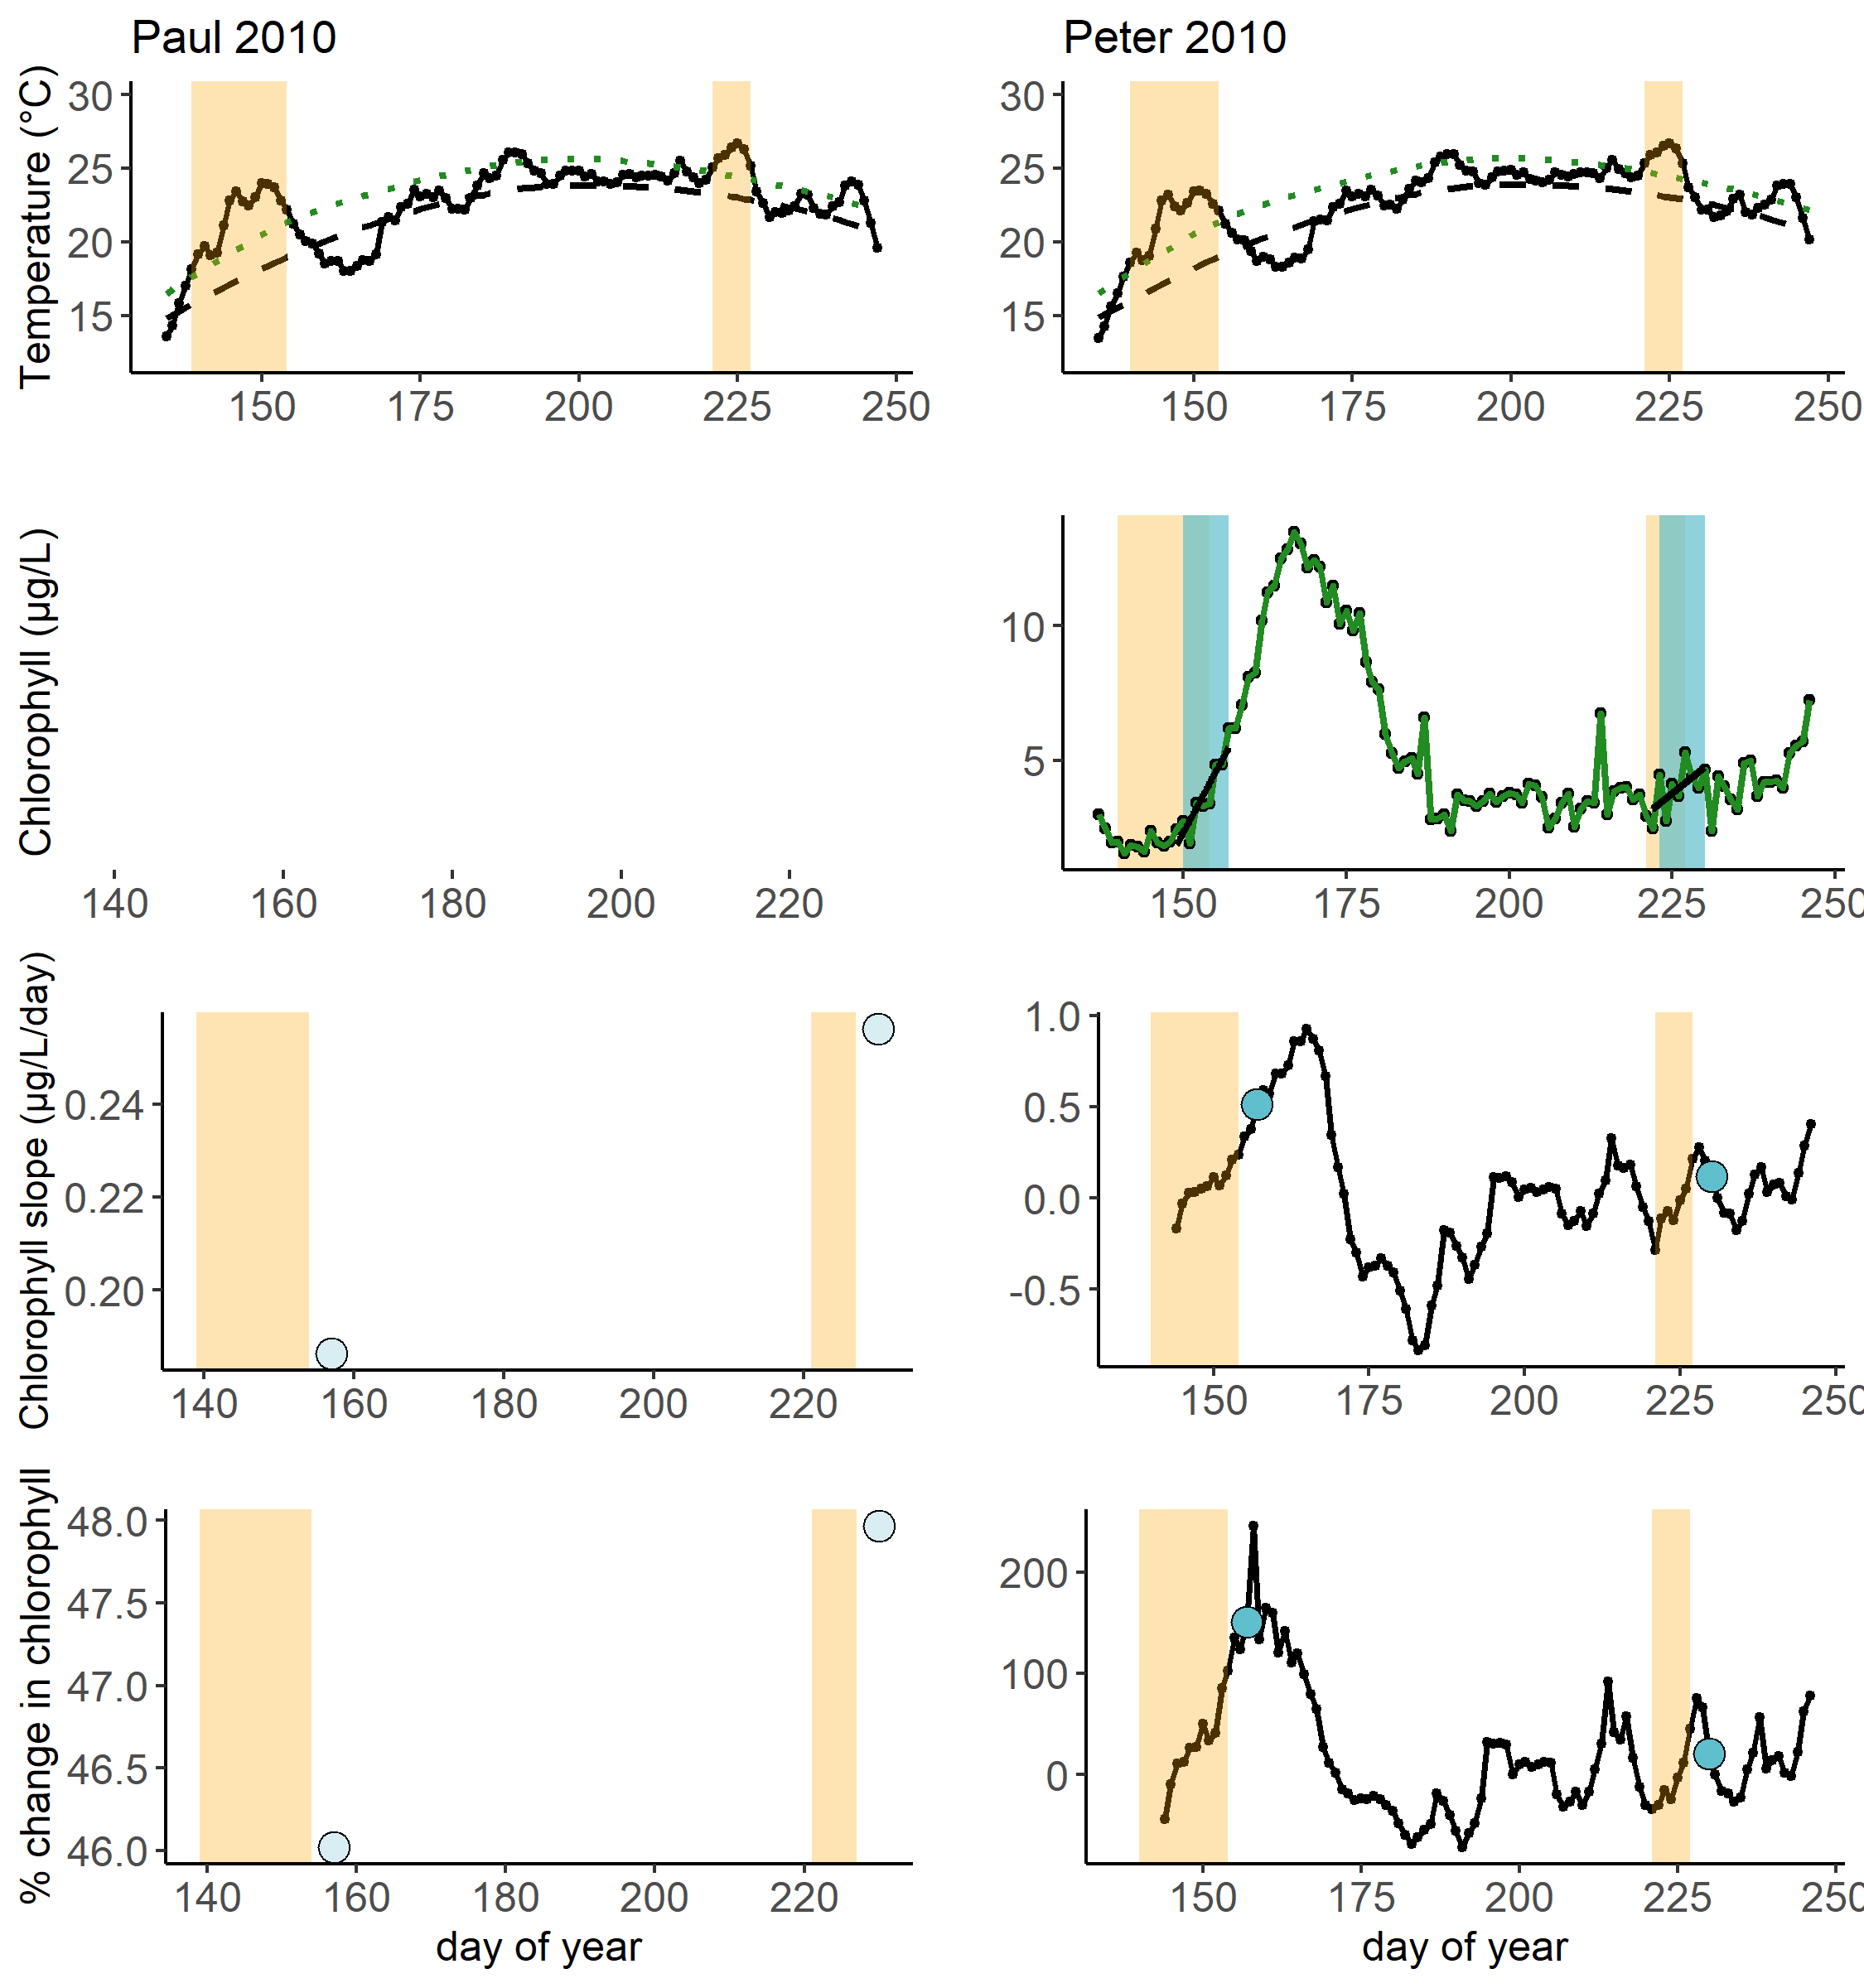 Paul 2010
Peter 2010
Temperature (°C)
30
25
20
15
150 175 200 225 250
30
25
20
15
150 175 200 225 250
Chlorophyll (µg/L)
140 160 180 200 220
10
5
150 175 200 225 250
Chlorophyll slope (µg/L/day)
0.24
0.22
0.20
140 160 180 200 220
1.0
0.5
0.0
-0.5
150 175 200 225 250
% change in chlorophyll
48.0
47.5
47.0
46.5
46.0
140 160 180 200 220
day of year
200
100
0
150 175 200 225 250
day of year